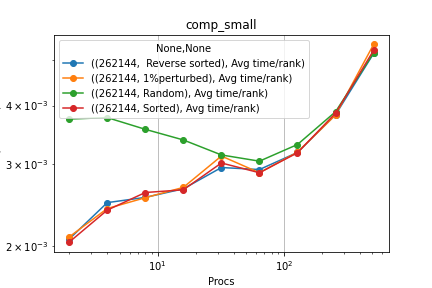 comp_small
None,None
((262144,  Reverse sorted), Avg time/rank)
((262144, 1%perturbed), Avg time/rank)
((262144, Random), Avg time/rank)
((262144, Sorted), Avg time/rank)
4 × 10⁻³
3 × 10⁻³
2 × 10⁻³
10¹ 10²
Procs